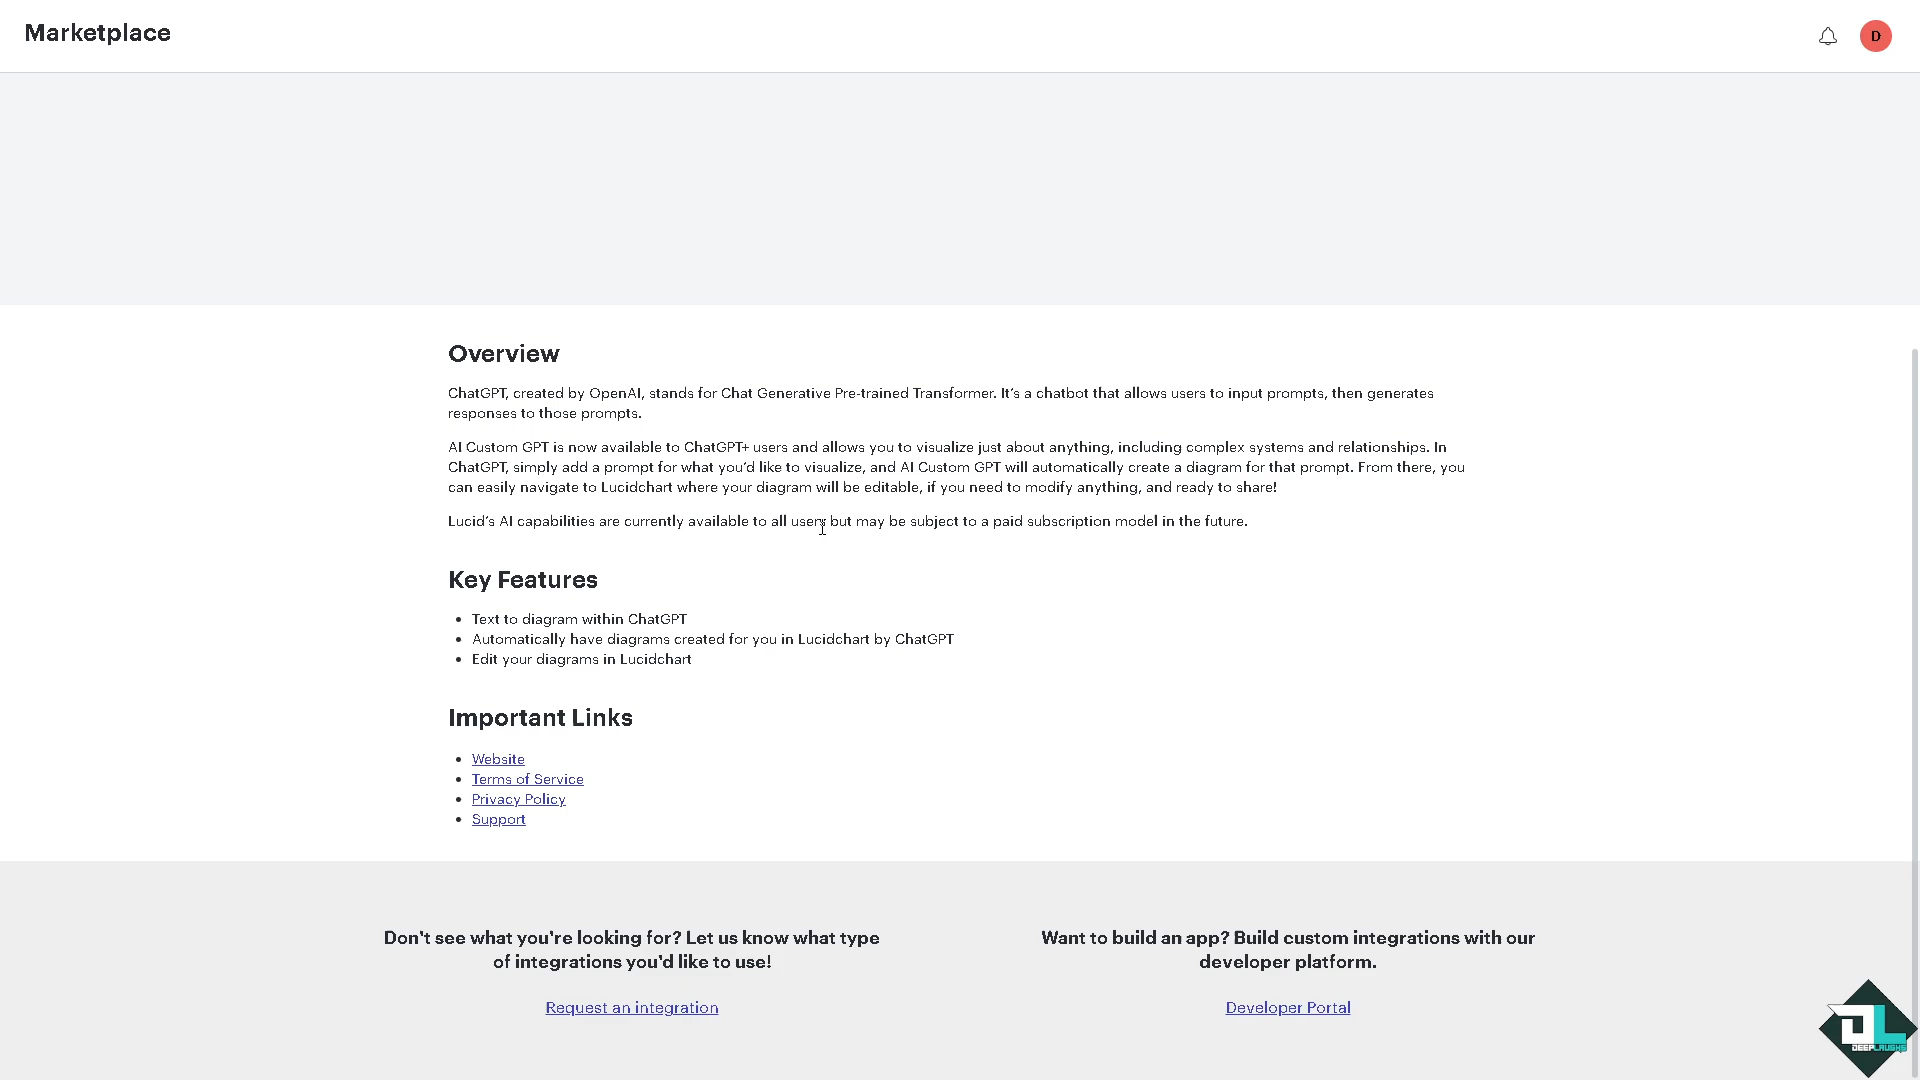 Marketplace
D
Overview
ChatGPT, created by OpenAI, stands for Chat Generative Pre-trained Transformer. It's a chatbot that allows users to input prompts, then generates
responses to those prompts.
AI Custom GPT is now available to ChatGPT+ users and allows you to visualize just about anything, including complex systems and relationships. In
ChatGPT, simply add a prompt for what you'd like to visualize, and AI Custom GPT will automatically create a diagram for that prompt. From there, you
can easily navigate to Lucidchart where your diagram will be editable, if you need to modify anything, and ready to share!
Lucid's AI capabilities are currently available to all users but may be subject to a paid subscription model in the future.
Key Features
• Text to diagram within ChatGPT
• Automatically have diagrams created for you in Lucidchart by ChatGPT
• Edit your diagrams in Lucidchart
Important Links
• Website
• Terms of Service
• Privacy Policy
• Support
Don't see what you're looking for? Let us know what type
of integrations you'd like to use!
Request an integration
Want to build an app? Build custom integrations with our
developer platform.
Developer Portal
DL
DEEPLAUGHS